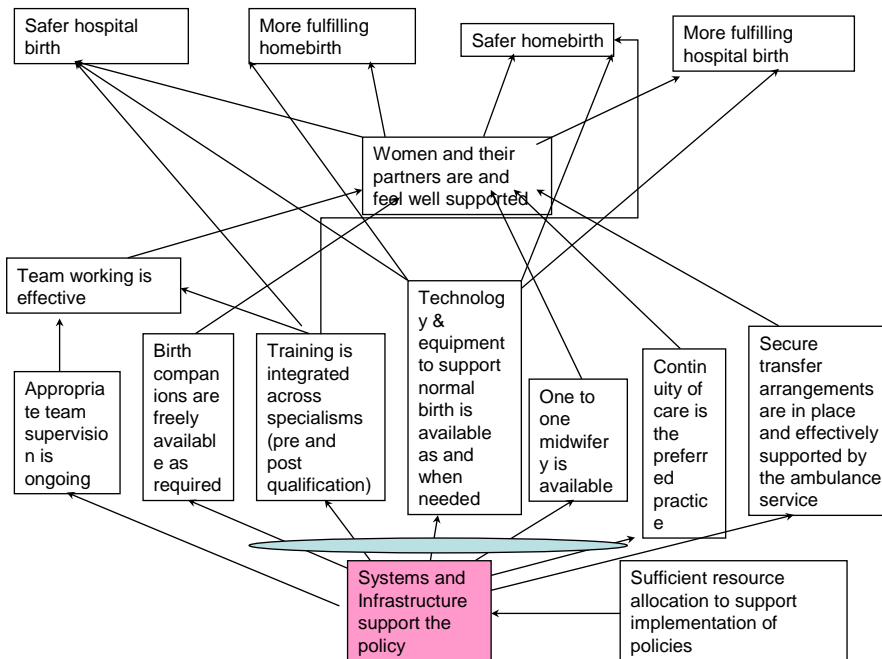 Safer hospital
birth
More fulfilling
homebirth
Safer homebirth
More fulfilling
hospital birth
Women and their
partners are and
feel well supported
Team working is
effective
Appropria
te team
supervisio
n is
ongoing
Birth
compan
ions are
freely
availabl
e as
required
Training is
integrated
across
specialisms
(pre and
post
qualification)
Technolog
y &
equipment
to support
normal
birth is
available
as and
when
needed
One to
one
midwifer
y is
available
Contin
uity of
care is
the
preferr
ed
practic
e
Secure
transfer
arrangements
are in place
and effectively
supported by
the ambulance
service
Systems and
Infrastructure
support the
policy
Sufficient resource
allocation to support
implementation of
policies